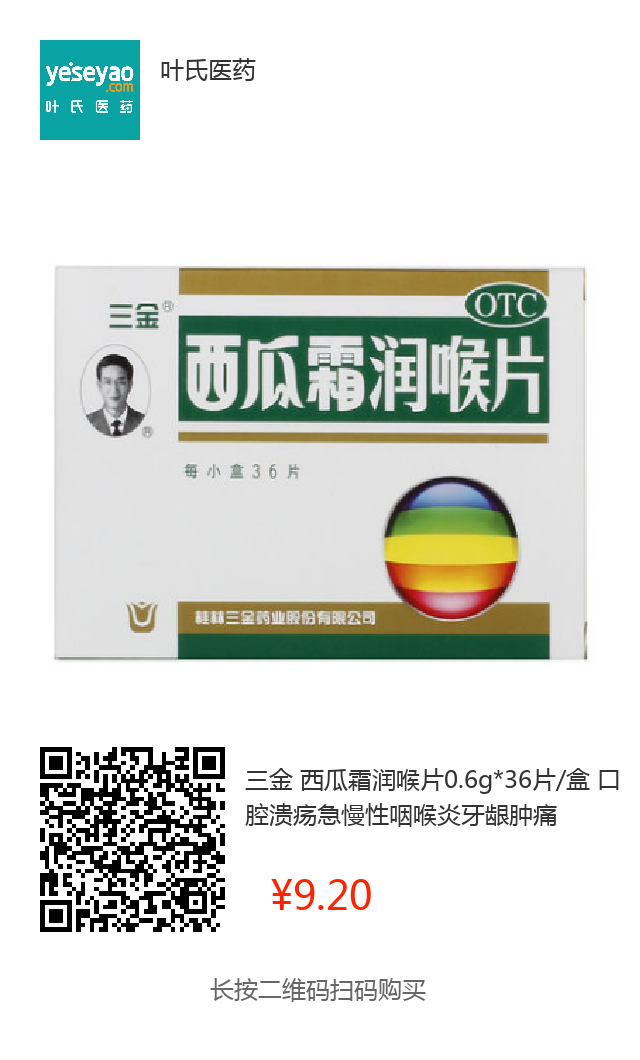 yeseyao
.com
叶氏医药
叶氏医药
OTC
三金®
西瓜霜润喉片
®
每小盒36片
桂林三金药业股份有限公司
三金 西瓜霜润喉片0.6g*36片/盒 口
腔溃疡急慢性咽喉炎牙龈肿痛
¥9.20
长按二维码扫码购买